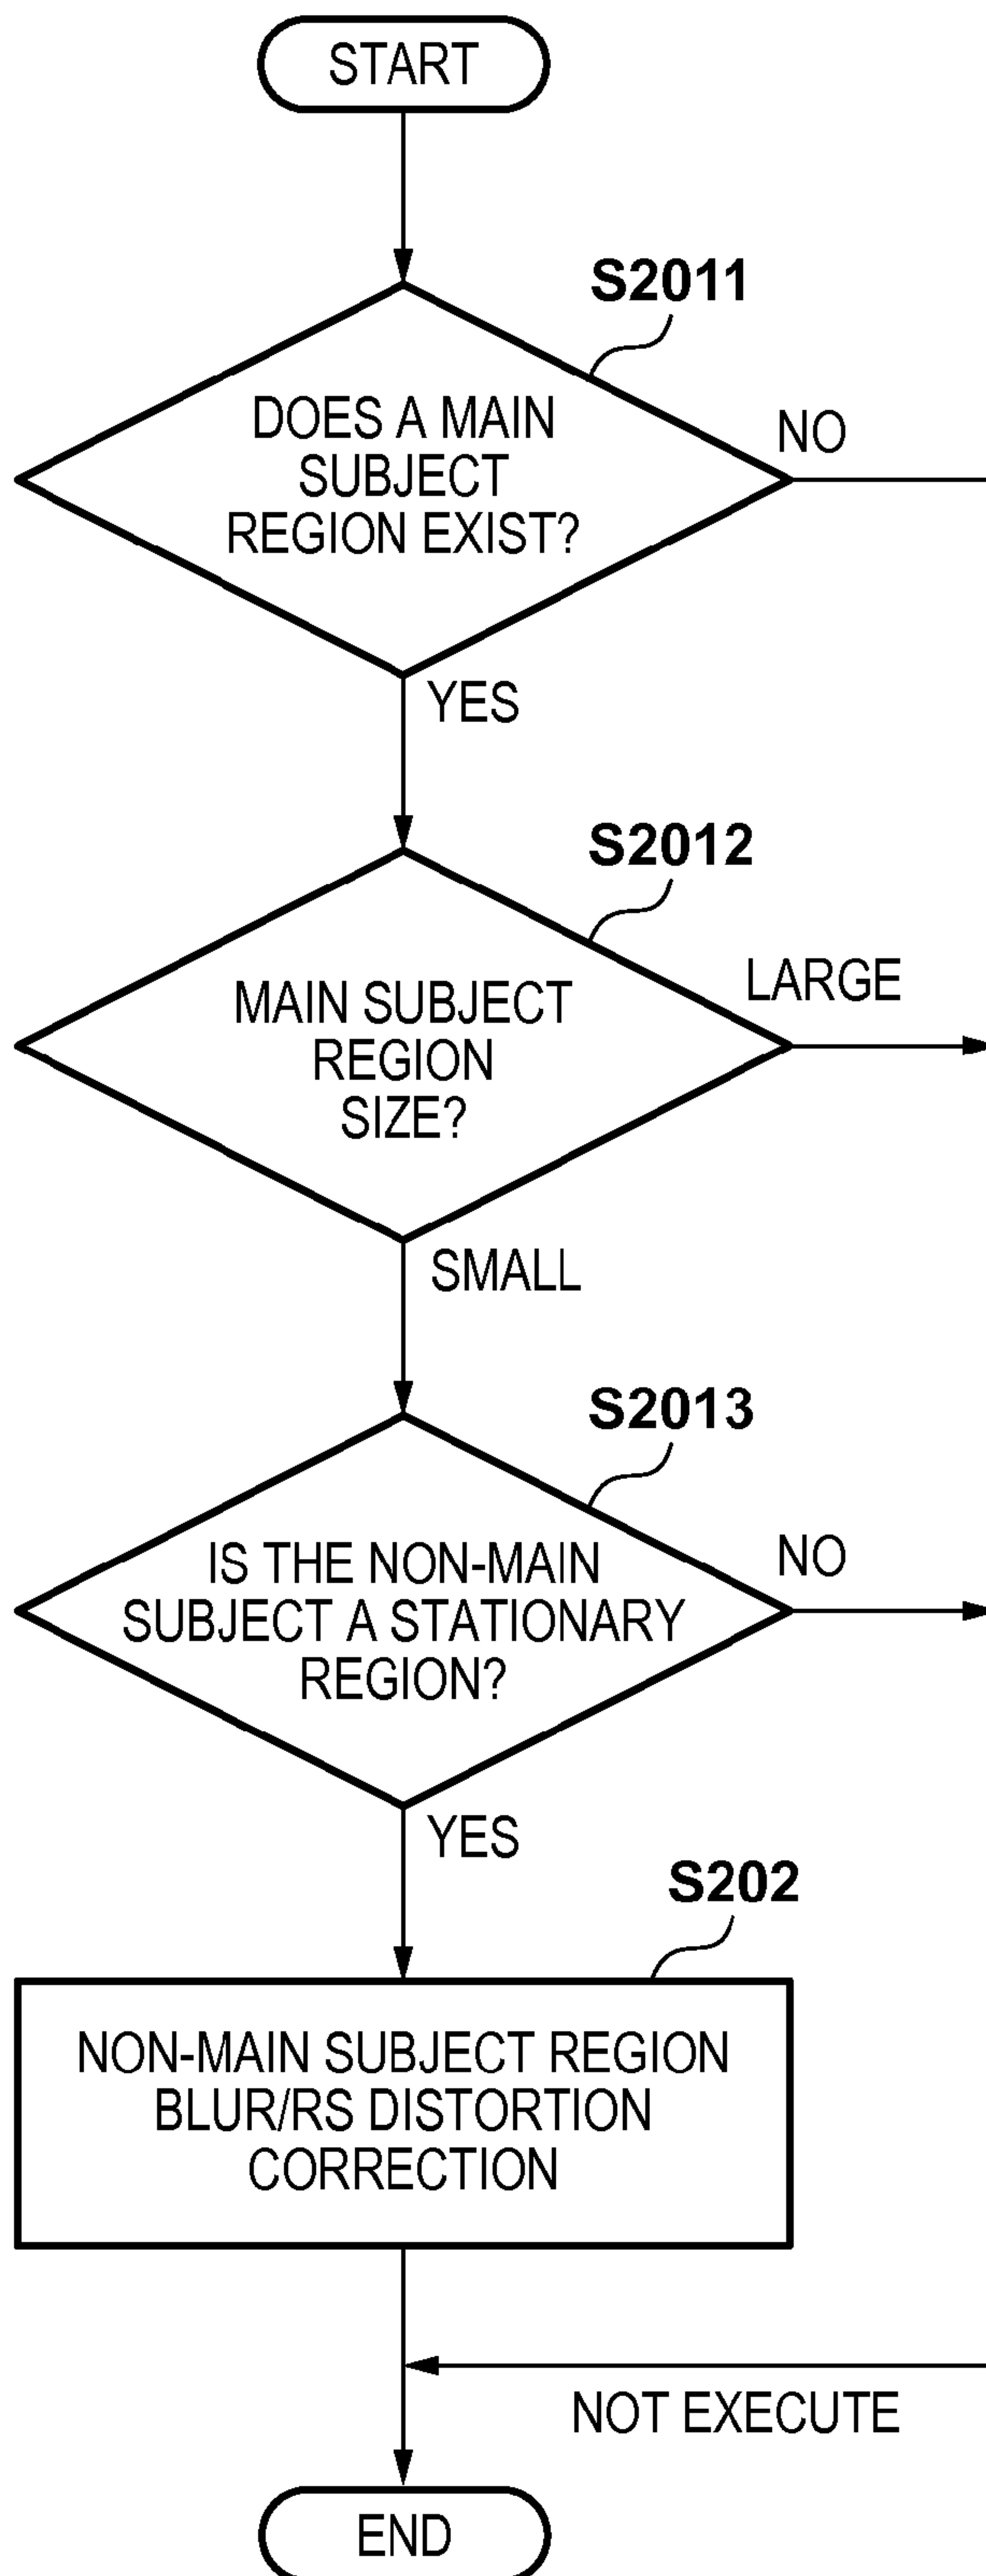 START
S2011
DOES A MAIN
SUBJECT
REGION EXIST?
NO
YES
S2012
MAIN SUBJECT
REGION
SIZE?
LARGE
SMALL
S2013
IS THE NON-MAIN
SUBJECT A STATIONARY
REGION?
NO
YES
S202
NON-MAIN SUBJECT REGION
BLUR/RS DISTORTION
CORRECTION
NOT EXECUTE
END